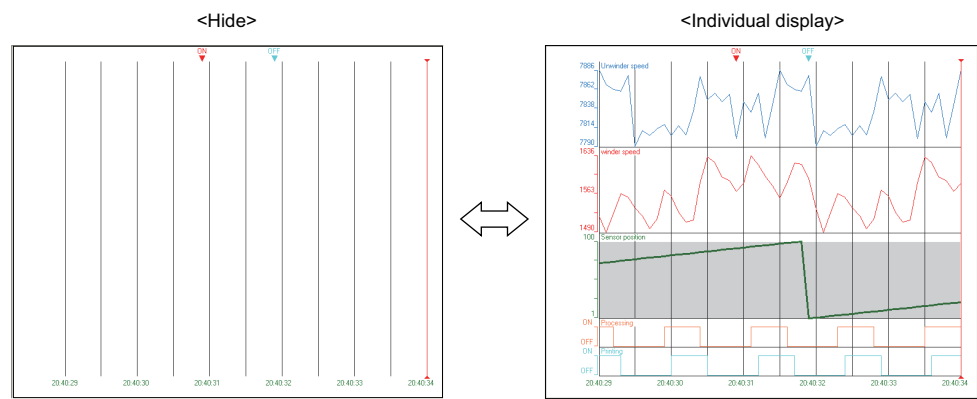 <Hide>
ON
OFF
20:40:29
20:40:30
20:40:31
20:40:32
20:40:33
20:40:34
<Individual display>
ON
OFF
7886
Unwinder speed
7862
7838
7814
7790
1636
winder speed
1563
1490
100
Sensor position
1
ON
Processing
OFF
ON
Printing
OFF
20:40:29
20:40:30
20:40:31
20:40:32
20:40:33
20:40:34